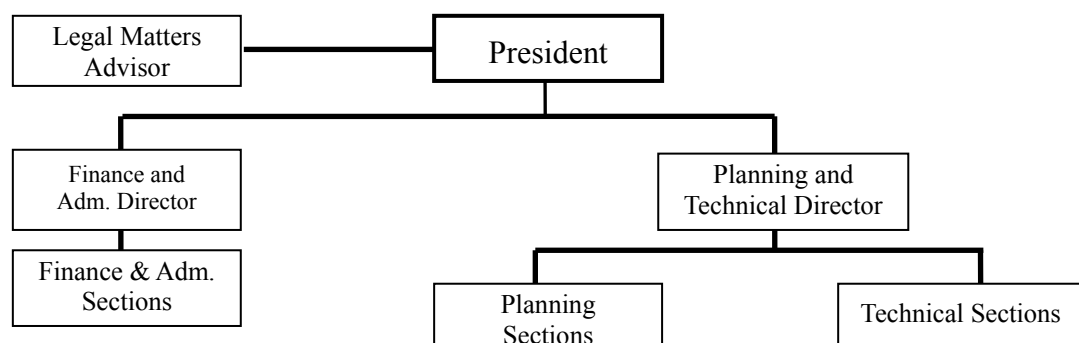 Legal Matters
Advisor
President
Finance and
Adm. Director
Planning and
Technical Director
Finance & Adm.
Sections
Planning
Sections
Technical Sections